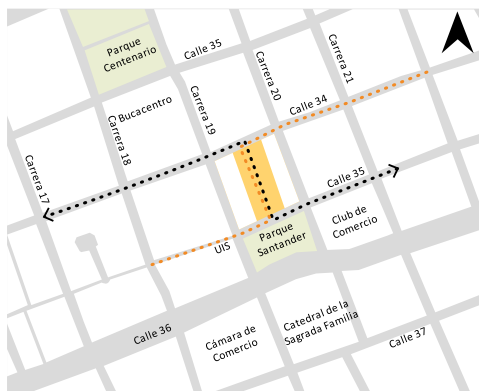 Parque
Centenario
Calle 35
Carrera 20
Carrera 21
Bucacentro
Carrera 19
Calle 34
Carrera 18
Carrera 17
Calle 35
Club de
Comercio
Parque
Santander
UIS
Calle 36
Cámara de
Comercio
Catedral de la
Sagrada Familia
Calle 37